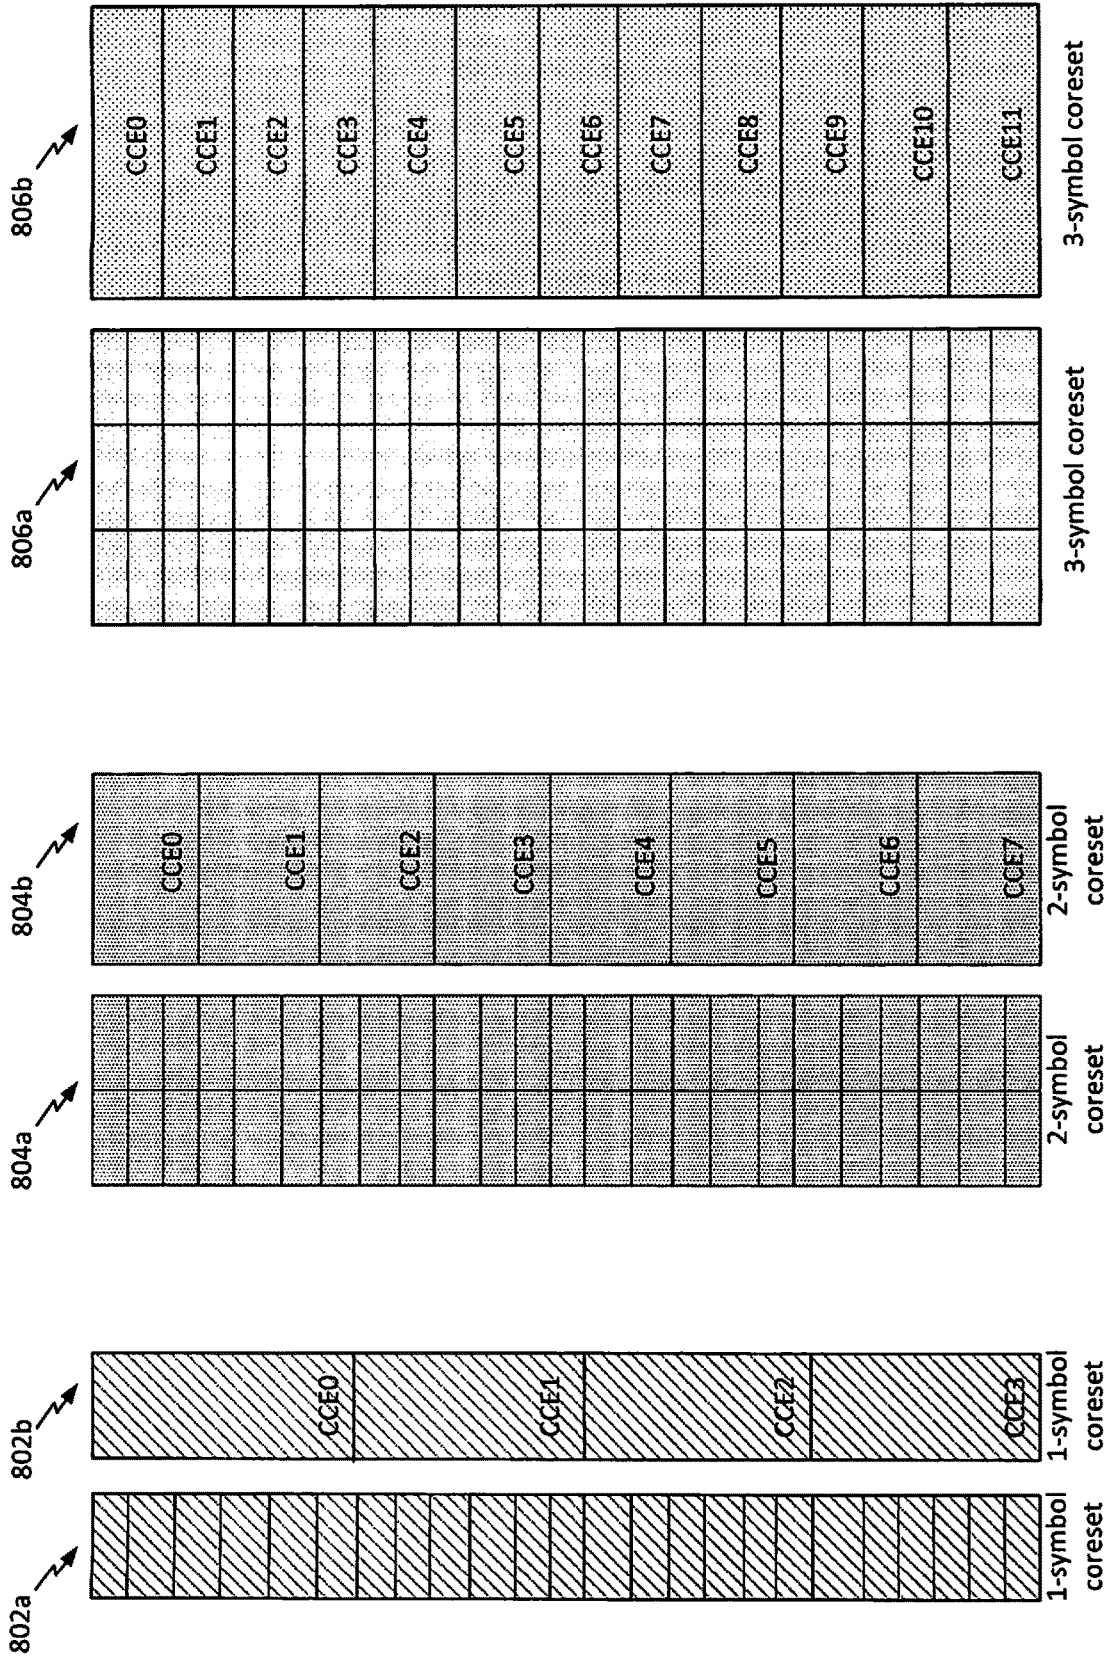 802a
802b
804a
804b
806a
806b
CCE0
CCE1
CCE2
CCE3
CCE0
CCE1
CCE2
CCE3
CCE4
CCE5
CCE6
CCE7
CCE0
CCE1
CCE2
CCE3
CCE4
CCE5
CCE6
CCE7
CCE8
CCE9
CCE10
CCE11
1-symbol
coreset
1-symbol
coreset
2-symbol
coreset
2-symbol
coreset
3-symbol coreset
3-symbol coreset